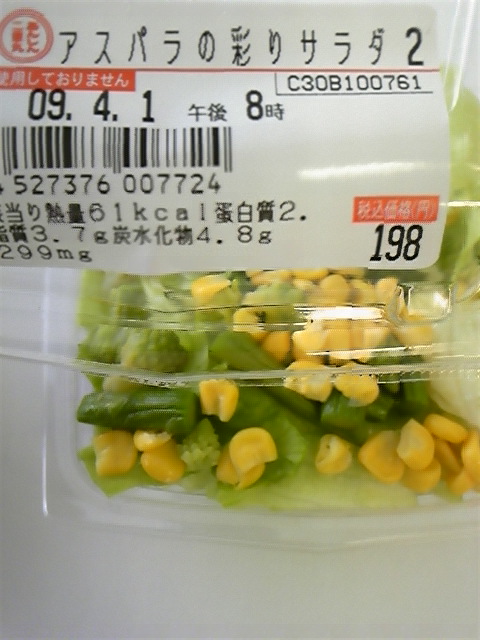 アスパラの彩りサラダ2
使用しておりません
C30B100761
09. 4. 1 午後 8時
4 527376 007724
当り熱量61kcal蛋白質2.
脂質3.7g炭水化物4.8g
299mg
税込価格(円)
198